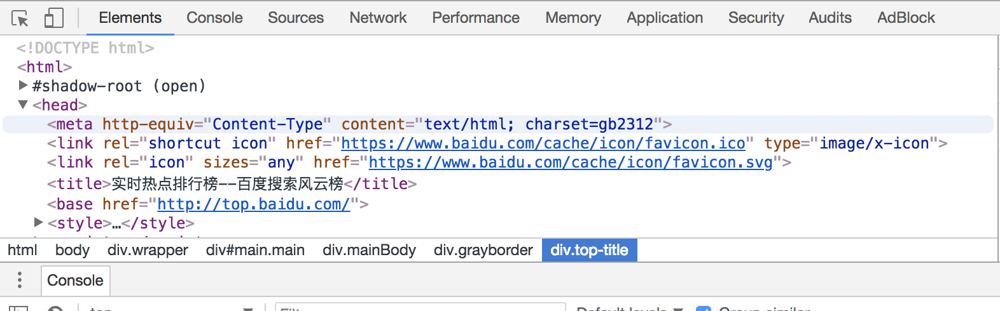 Elements Console Sources Network Performance Memory Application Security Audits AdBlock
<!DOCTYPE html>
<html>
#shadow-root (open)
<head>
<meta http-equiv="Content-Type" content="text/html; charset=gb2312">
<link rel="shortcut icon" href="https://www.baidu.com/cache/icon/favicon.ico" type="image/x-icon">
<link rel="icon" sizes="any" href="https://www.baidu.com/cache/icon/favicon.svg">
<title>实时热点排行榜--百度搜索风云榜</title>
<base href="http://top.baidu.com/">
<style>…</style>
html body div.wrapper div#main.main div.mainBody div.grayborder div.top-title
Console
top Default levels Group similar